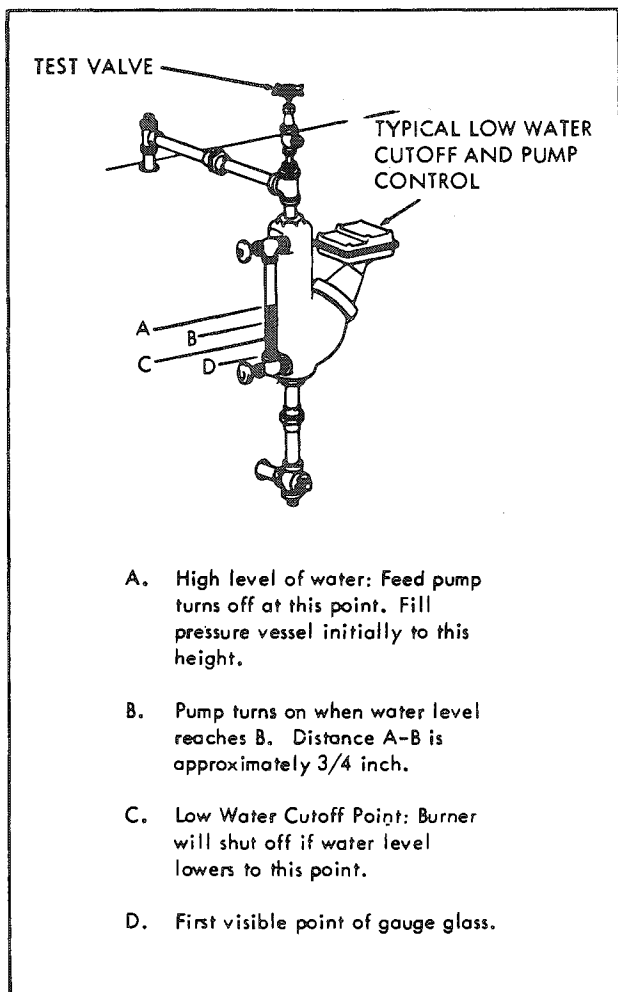 TEST VALVE
TYPICAL LOW WATER
CUTOFF AND PUMP
CONTROL
A
B
C
D
A. High level of water: Feed pump
turns off at this point. Fill
pressure vessel initially to this
height.
B. Pump turns on when water level
reaches B. Distance A-B is
approximately 3/4 inch.
C. Low Water Cutoff Point: Burner
will shut off if water level
lowers to this point.
D. First visible point of gauge glass.